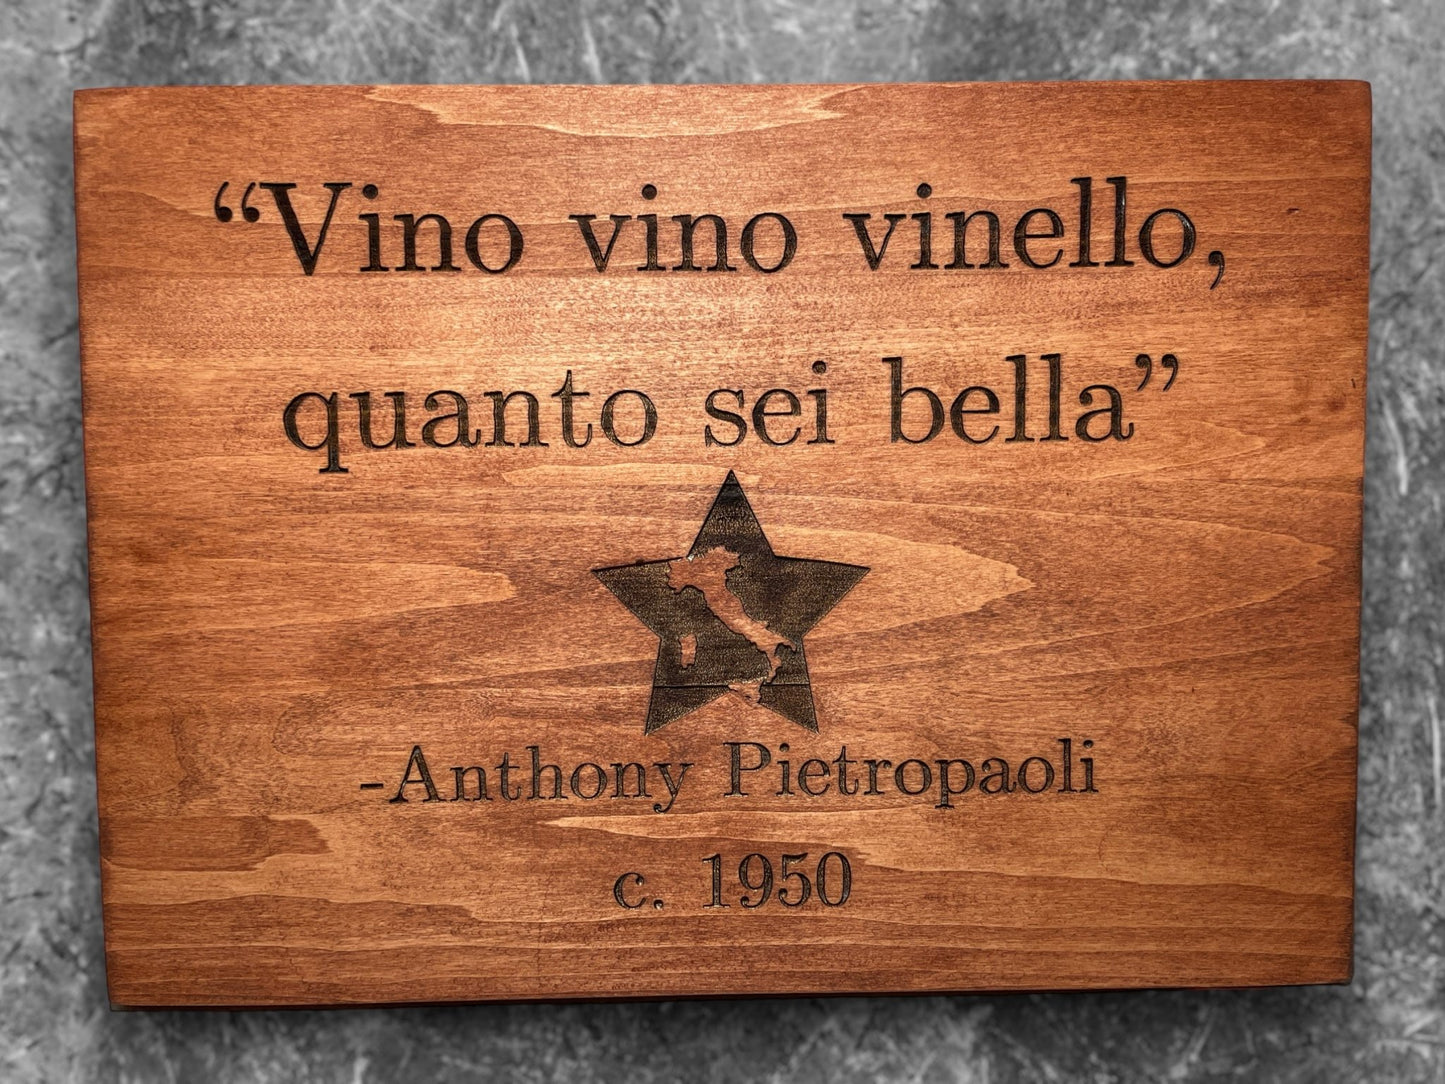 “Vino vino vinello,
quanto sei bella”
-Anthony Pietropaoli
c. 1950